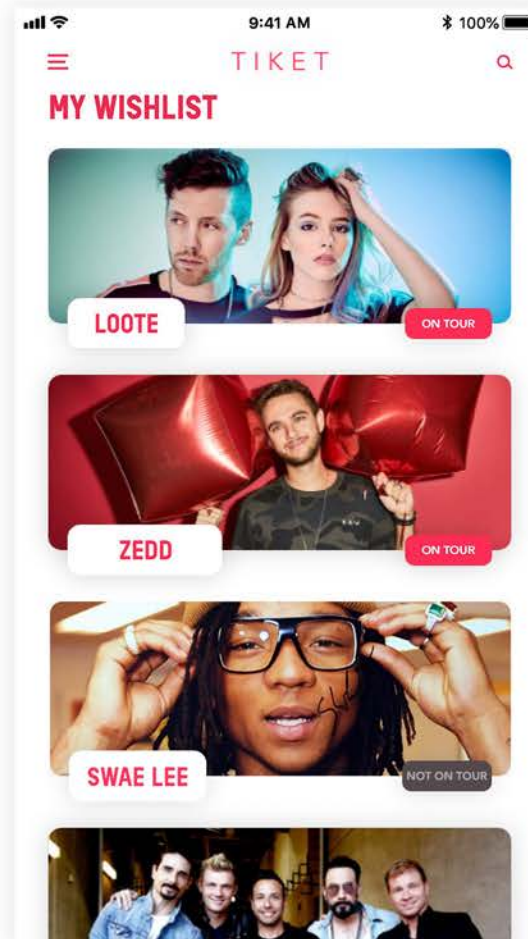 9:41 AM
100%
TIKET
MY WISHLIST
LOOTE
ON TOUR
ZEDD
ON TOUR
SWAE LEE
NOT ON TOUR